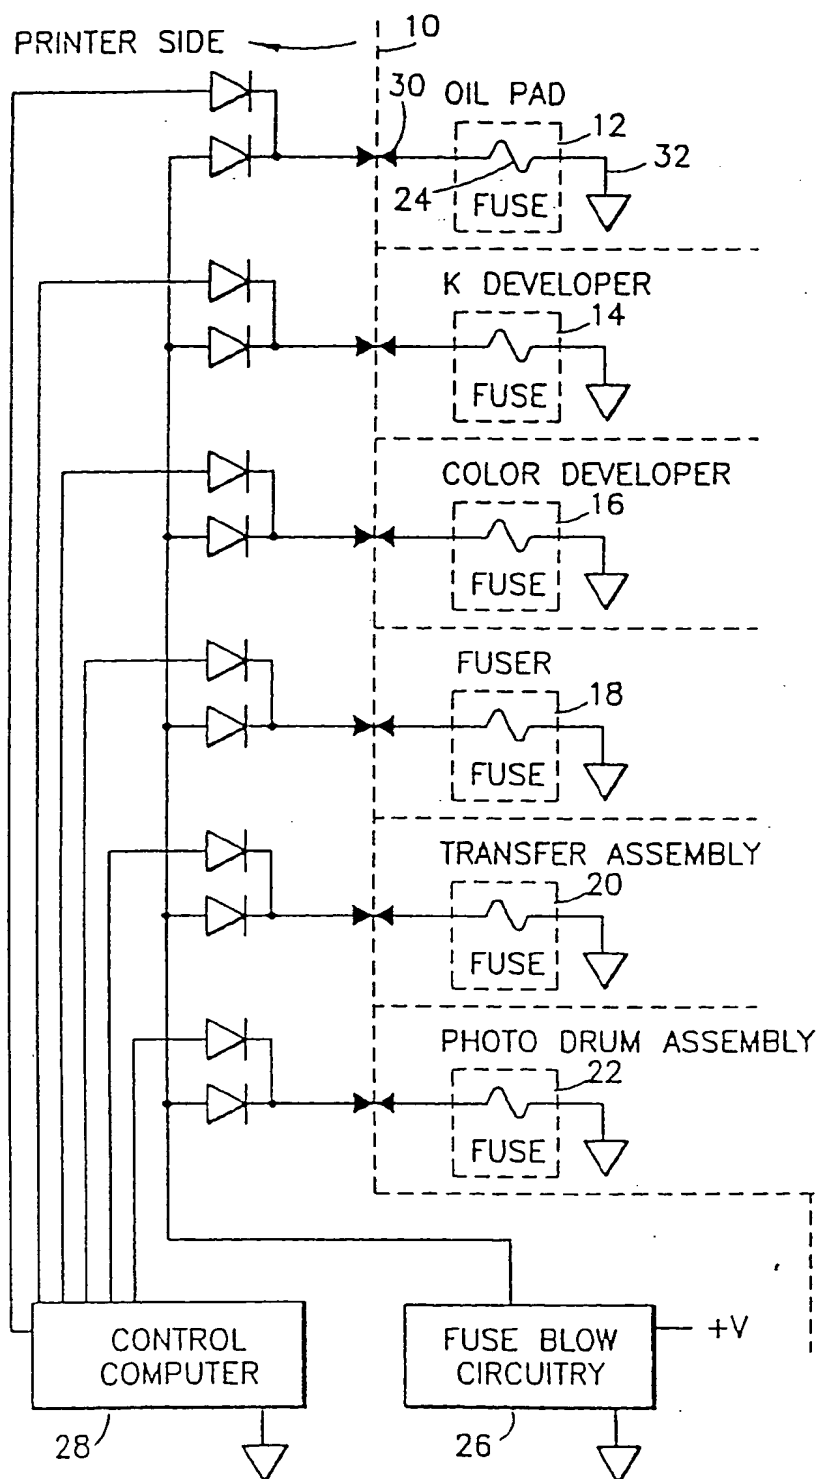 PRINTER SIDE
10
30
OIL PAD
12
32
24
FUSE
K DEVELOPER
14
FUSE
COLOR DEVELOPER
16
FUSE
FUSER
18
FUSE
TRANSFER ASSEMBLY
20
FUSE
PHOTO DRUM ASSEMBLY
22
FUSE
CONTROL
COMPUTER
28
FUSE BLOW
CIRCUITRY
+V
26